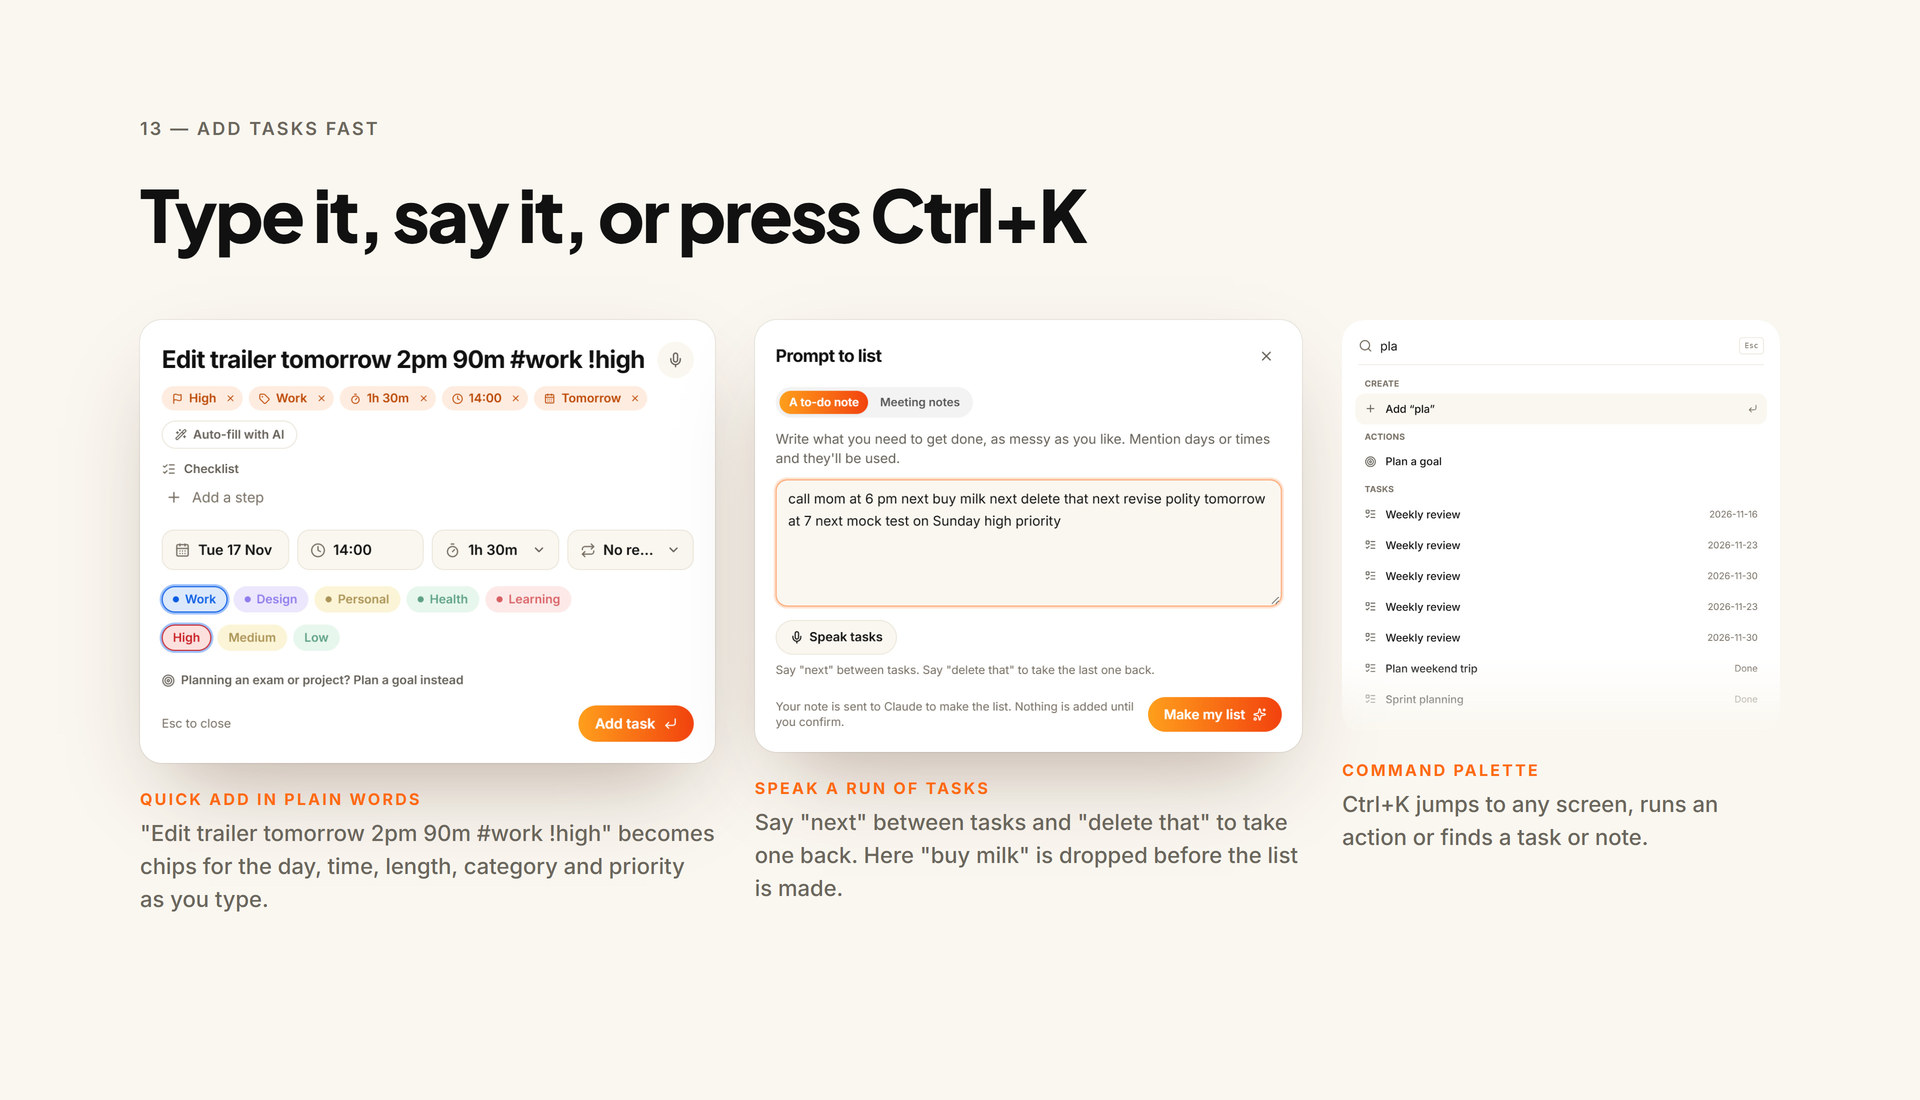 13 — ADD TASKS FAST
Type it, say it, or press Ctrl+K
Edit trailer tomorrow 2pm 90m #work !high
High × Work × 1h 30m × 14:00 × Tomorrow ×
Auto-fill with AI
Checklist
+ Add a step
Tue 17 Nov 14:00 1h 30m No re...
Work Design Personal Health Learning
High Medium Low
Planning an exam or project? Plan a goal instead
Esc to close
Add task
QUICK ADD IN PLAIN WORDS
"Edit trailer tomorrow 2pm 90m #work !high" becomes
chips for the day, time, length, category and priority
as you type.
Prompt to list
A to-do note Meeting notes
Write what you need to get done, as messy as you like. Mention days or times
and they'll be used.
call mom at 6 pm next buy milk next delete that next revise polity tomorrow
at 7 next mock test on Sunday high priority
Speak tasks
Say "next" between tasks. Say "delete that" to take the last one back.
Your note is sent to Claude to make the list. Nothing is added until
you confirm.
Make my list
SPEAK A RUN OF TASKS
Say "next" between tasks and "delete that" to take
one back. Here "buy milk" is dropped before the list
is made.
pla Esc
CREATE
+ Add “pla”
ACTIONS
Plan a goal
TASKS
Weekly review 2026-11-16
Weekly review 2026-11-23
Weekly review 2026-11-30
Weekly review 2026-11-23
Weekly review 2026-11-30
Plan weekend trip Done
Sprint planning Done
COMMAND PALETTE
Ctrl+K jumps to any screen, runs an
action or finds a task or note.